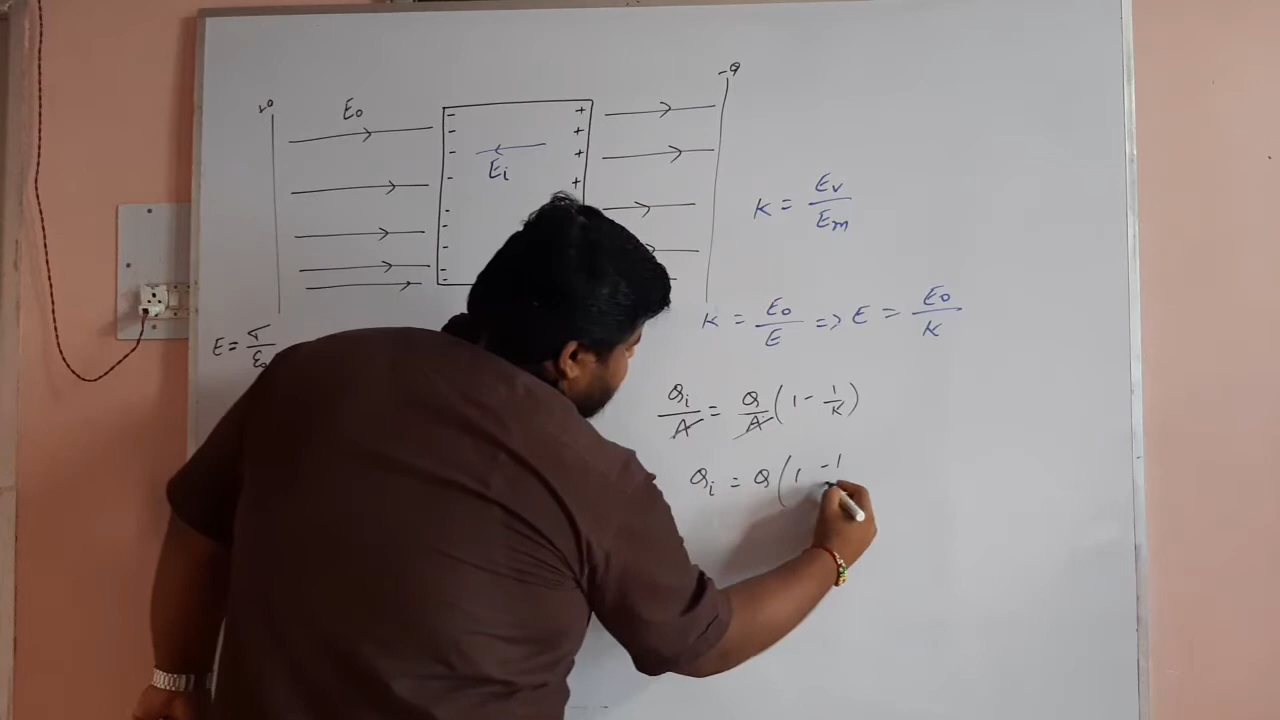 +Q
-Q
E₀
Eᵢ
- +
- +
- +
- +
-
-
-
-
-
K = Eᵥ/Eₘ
K = E₀/E => E = E₀/K
E = σ/ε₀
Qᵢ/A = Q/A (1 - 1/K)
Qᵢ = Q (1 - 1